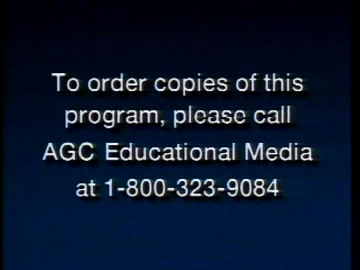 To order copies of this
program, please call
AGC Educational Media
at 1-800-323-9084